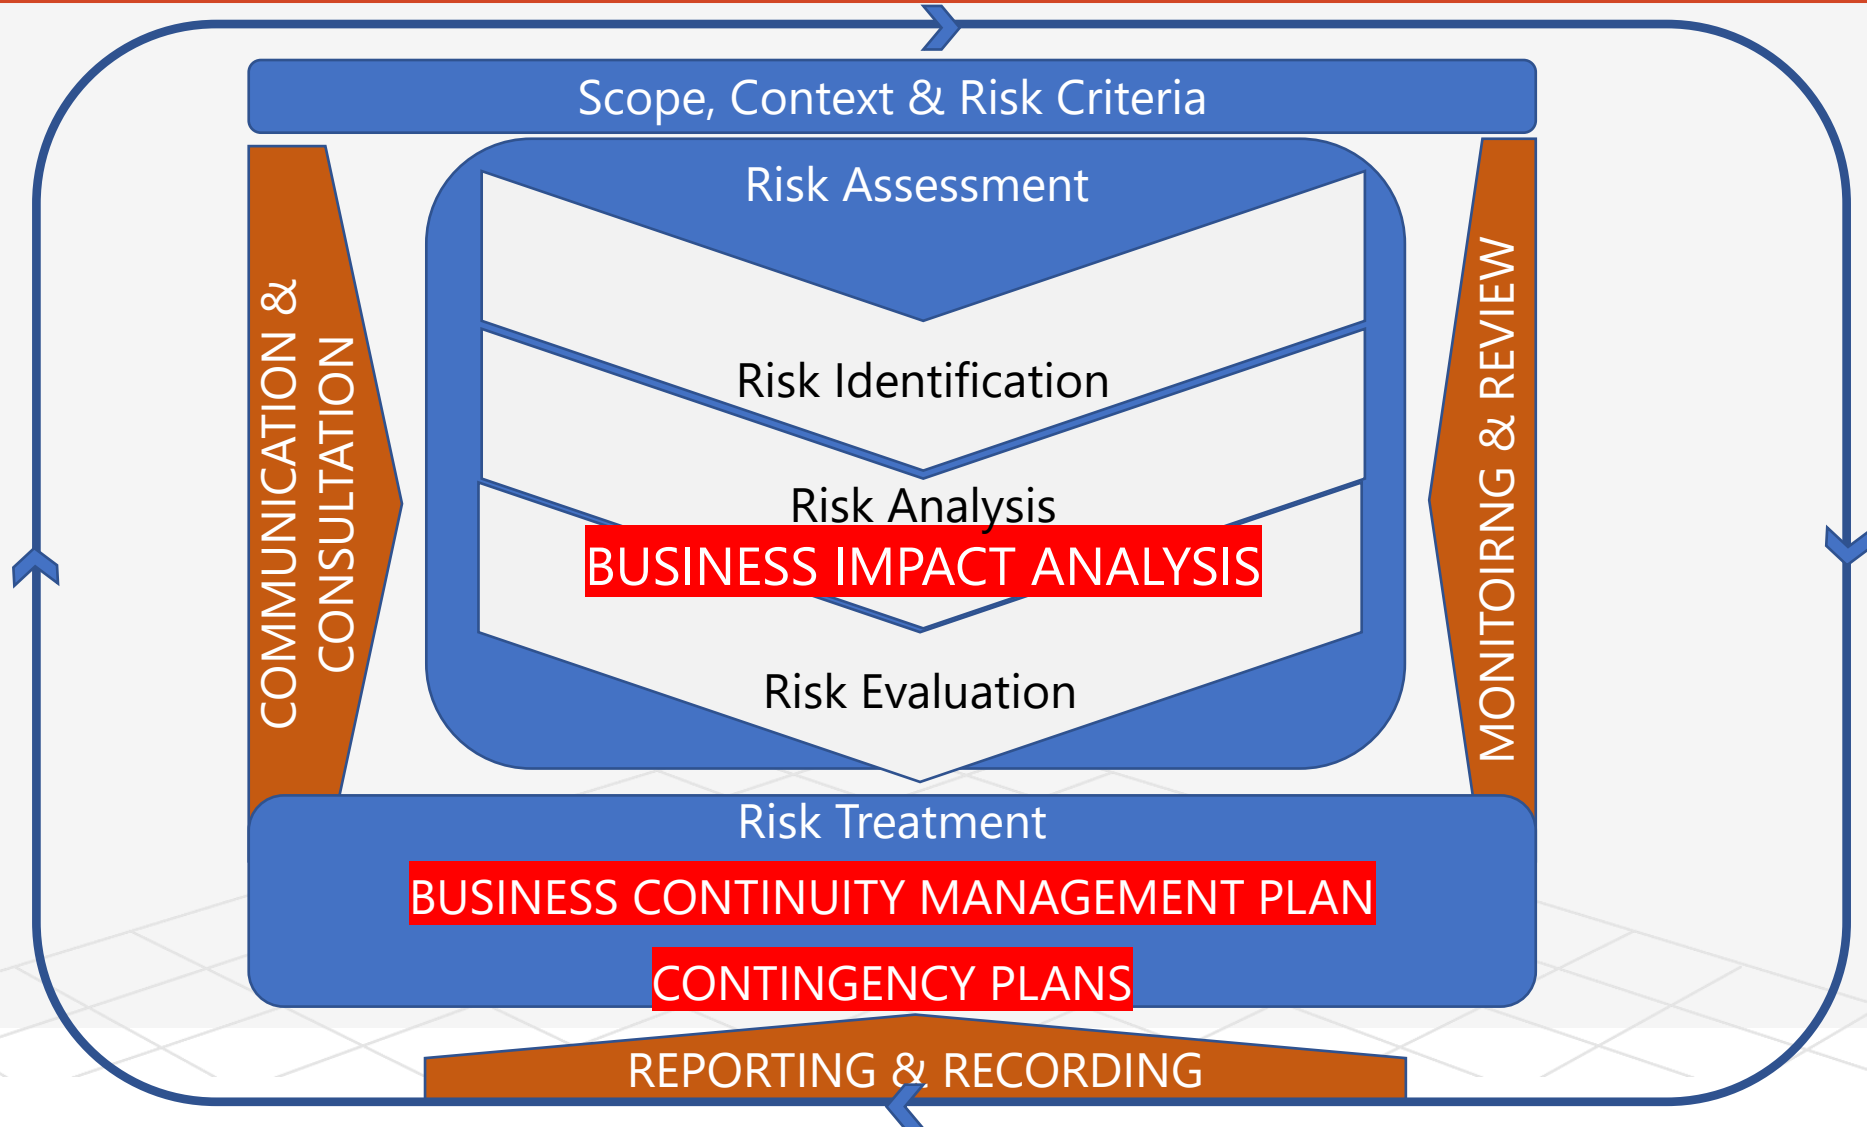 Scope, Context & Risk Criteria
Risk Assessment
COMMUNICATION &
CONSULTATION
Risk Identification
Risk Analysis
BUSINESS IMPACT ANALYSIS
Risk Evaluation
MONITOIRNG & REVIEW
Risk Treatment
BUSINESS CONTINUITY MANAGEMENT PLAN
CONTINGENCY PLANS
REPORTING & RECORDING